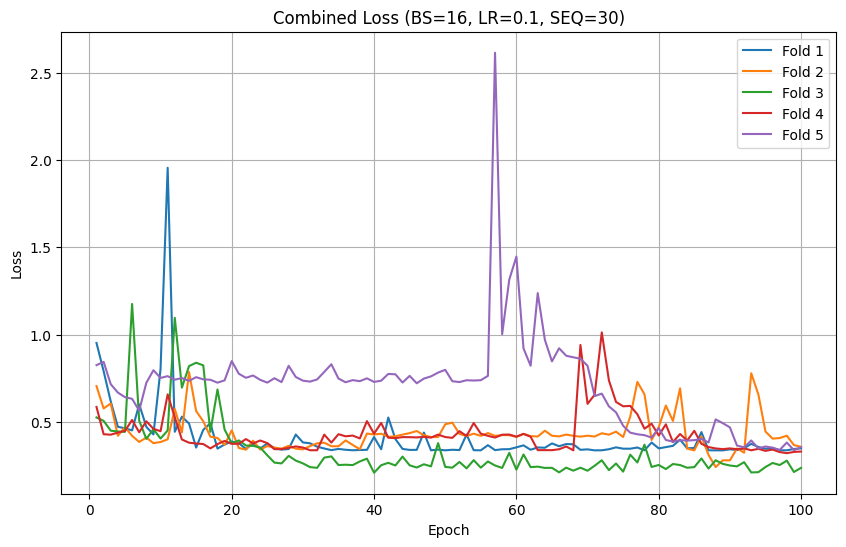 Combined Loss (BS=16, LR=0.1, SEQ=30)
Fold 1
Fold 2
Fold 3
Fold 4
Fold 5
Loss
2.5
2.0
1.5
1.0
0.5
0 20 40 60 80 100
Epoch